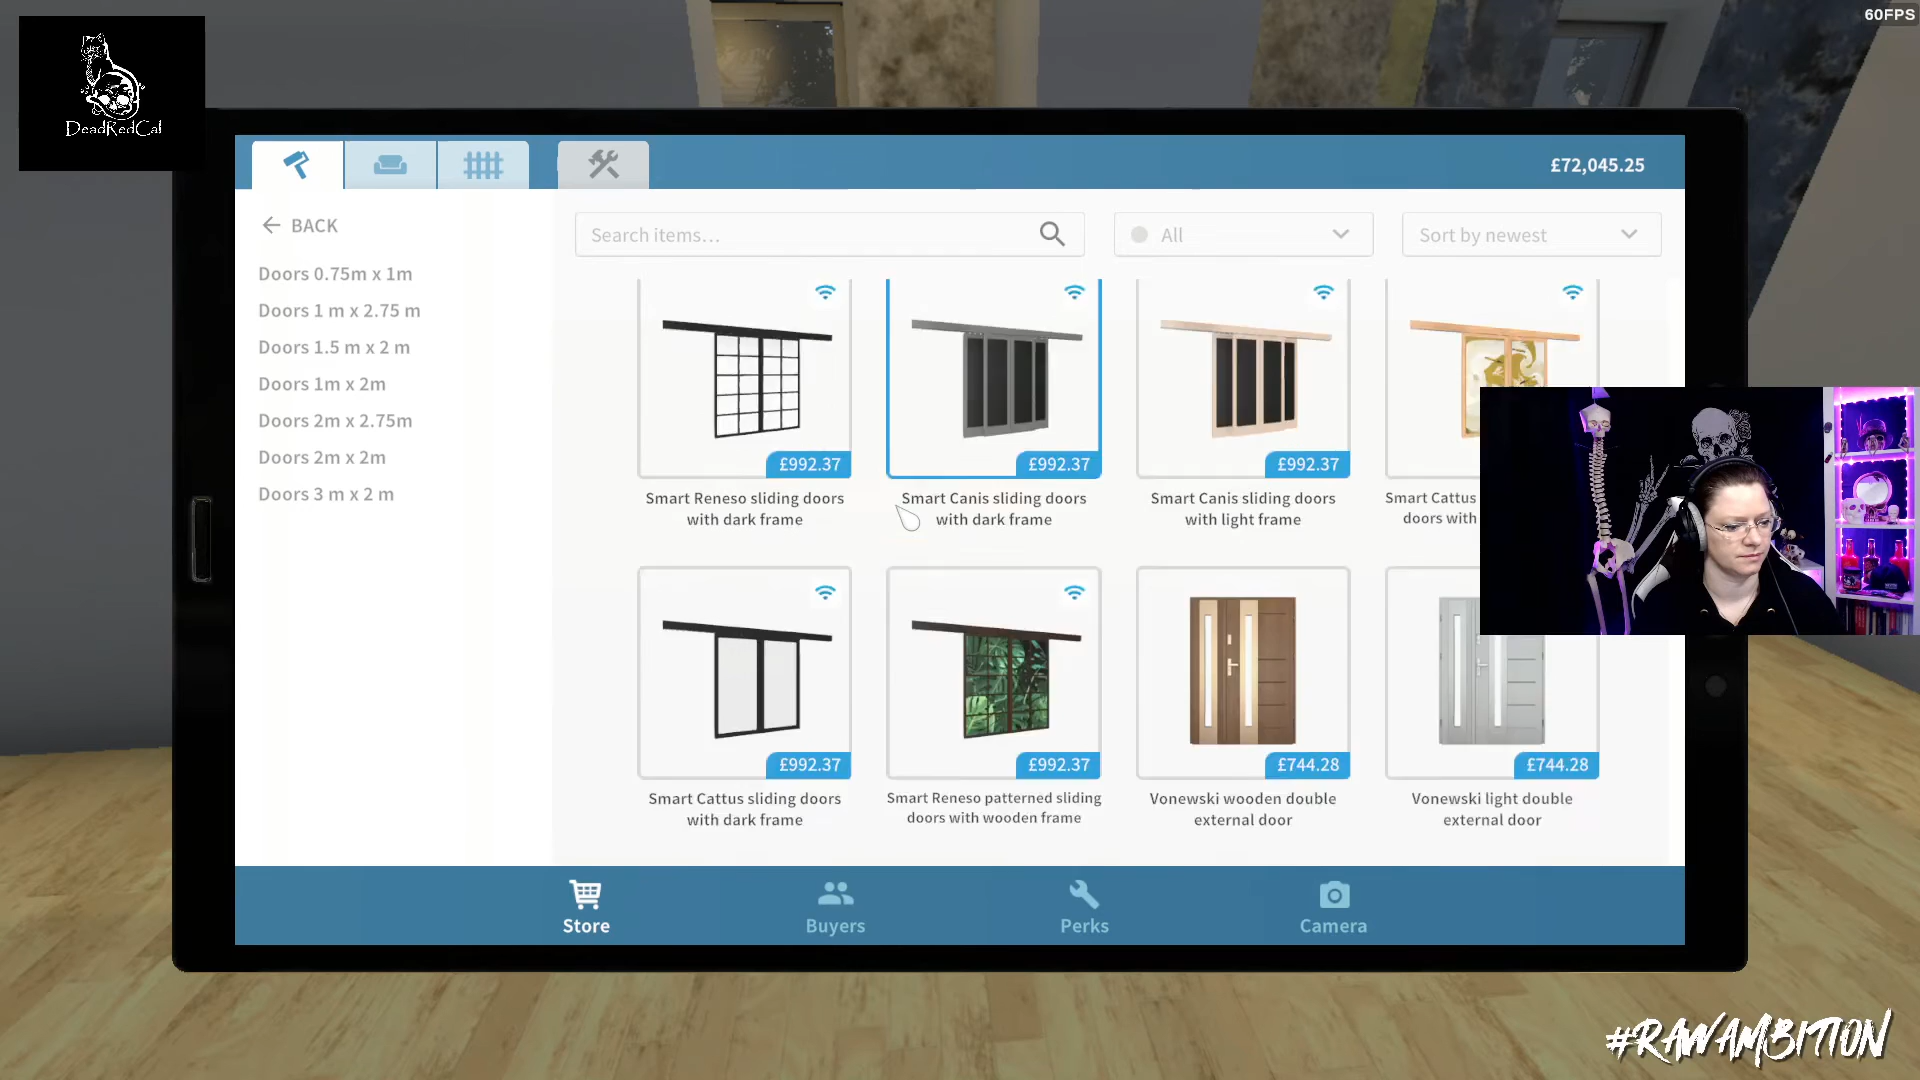 60FPS
DeadRedCal
£72,045.25
BACK
Search items...
All
Sort by newest
Doors 0.75m x 1m
Doors 1 m x 2.75 m
Doors 1.5 m x 2 m
Doors 1m x 2m
Doors 2m x 2.75m
Doors 2m x 2m
Doors 3 m x 2 m
£992.37
£992.37
£992.37
Smart Reneso sliding doors
with dark frame
Smart Canis sliding doors
with dark frame
Smart Canis sliding doors
with light frame
Smart Cattus
doors with
£992.37
£992.37
£744.28
£744.28
Smart Cattus sliding doors
with dark frame
Smart Reneso patterned sliding
doors with wooden frame
Vonewski wooden double
external door
Vonewski light double
external door
Store
Buyers
Perks
Camera
#RAWAMBITION